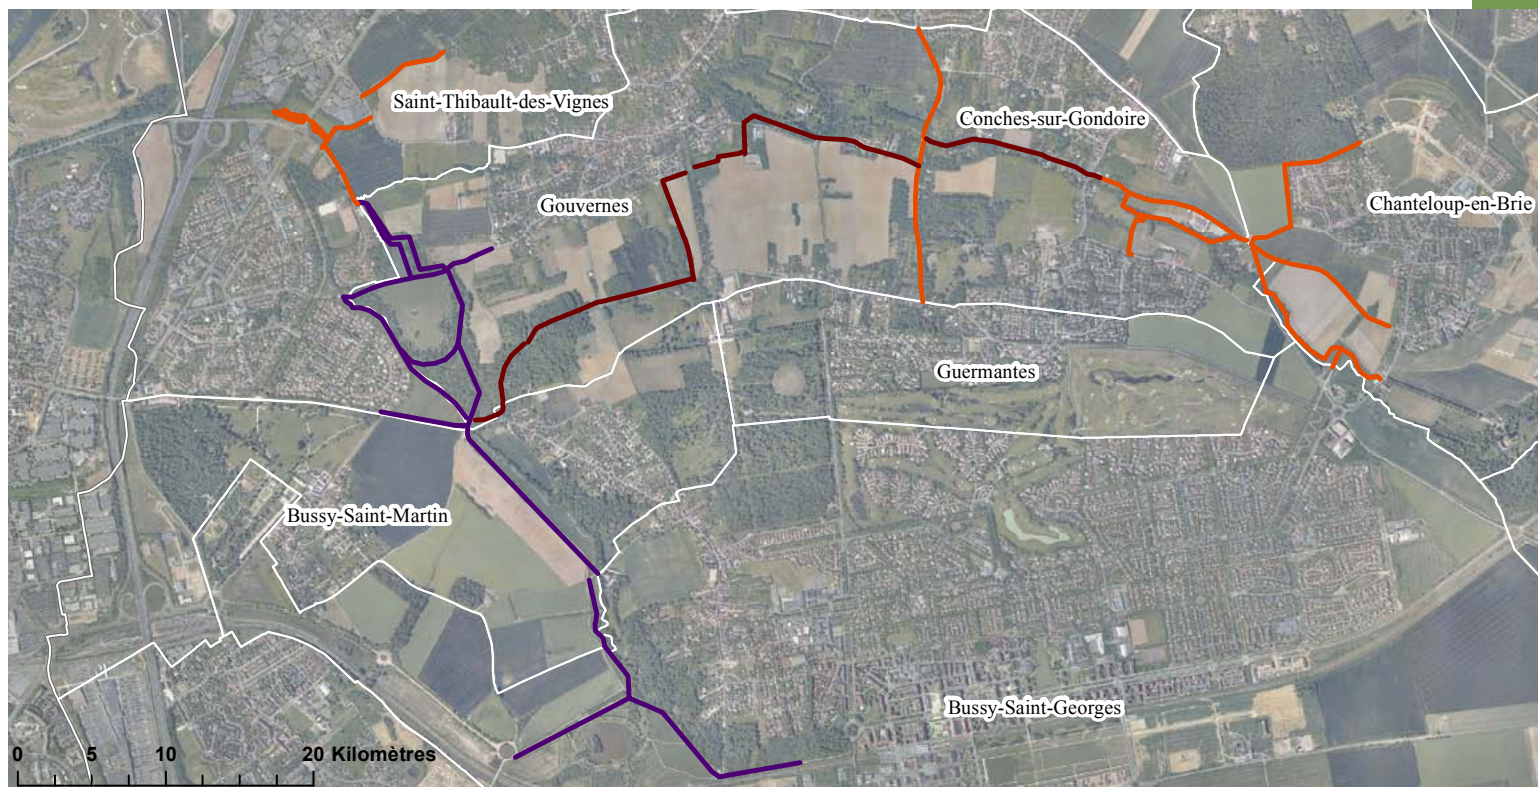 Saint-Thibault-des-Vignes
Conches-sur-Gondoire
Gouvernes
Chanteloup-en-Brie
Guermantes
Bussy-Saint-Martin
Bussy-Saint-Georges
0 5 10 20 Kilomètres